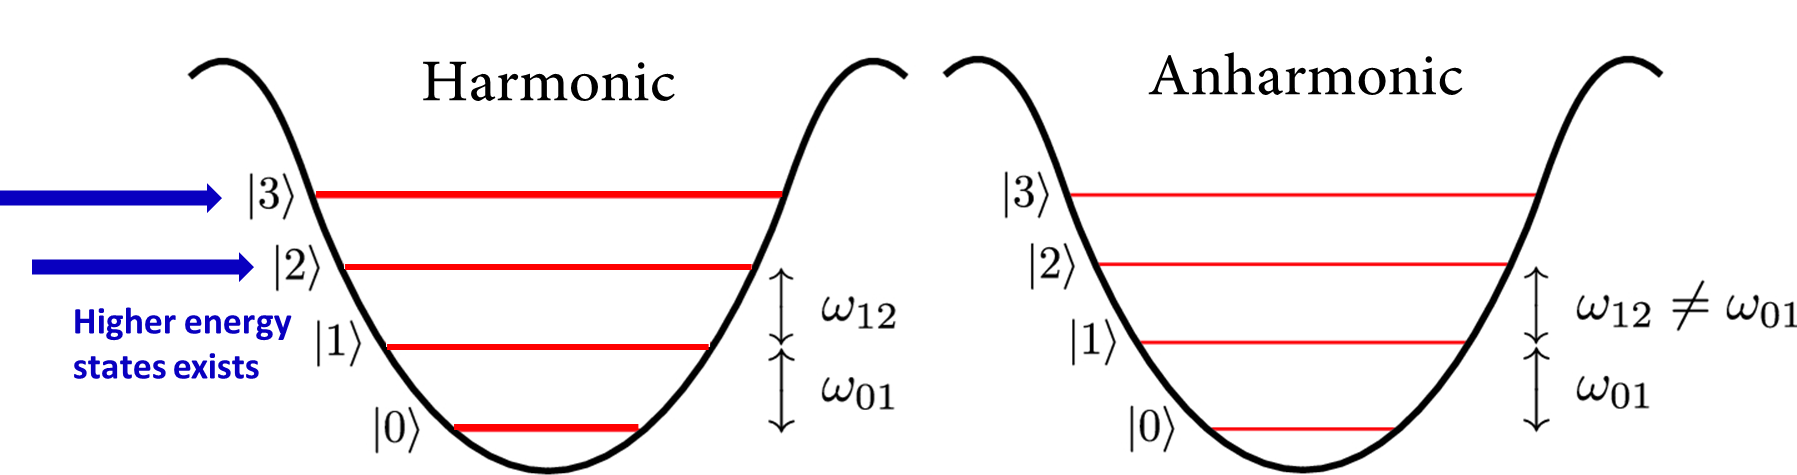 Harmonic
|3⟩
|2⟩
Higher energy
states exists
|1⟩
|0⟩
ω₁₂
ω₀₁
Anharmonic
|3⟩
|2⟩
|1⟩
|0⟩
ω₁₂ ≠ ω₀₁
ω₀₁